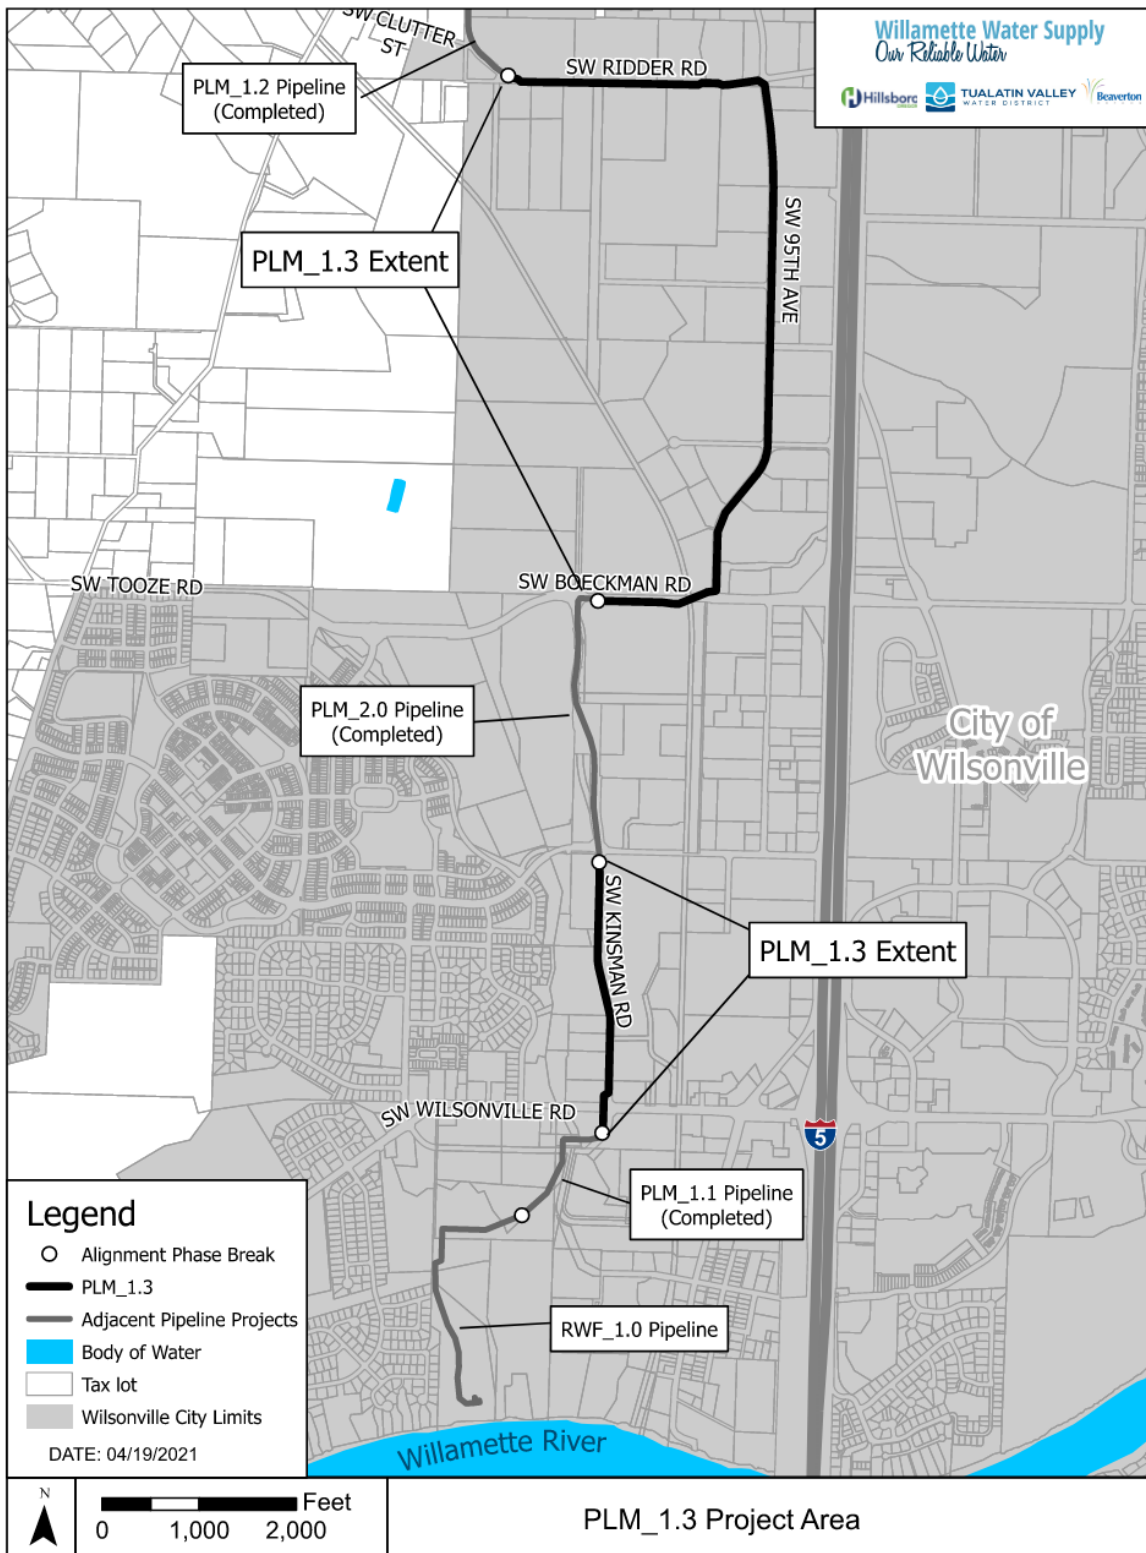 SW CLUTTER
ST
Willamette Water Supply
Our Reliable Water
Hillsboro
TUALATIN VALLEY
WATER DISTRICT
Beaverton
SW RIDDER RD
PLM_1.2 Pipeline
(Completed)
SW 95TH AVE
PLM_1.3 Extent
SW TOOZE RD
SW BOECKMAN RD
PLM_2.0 Pipeline
(Completed)
City of
Wilsonville
SW KINSMAN RD
PLM_1.3 Extent
SW WILSONVILLE RD
5
PLM_1.1 Pipeline
(Completed)
RWF_1.0 Pipeline
Willamette River
Legend
Alignment Phase Break
PLM_1.3
Adjacent Pipeline Projects
Body of Water
Tax lot
Wilsonville City Limits
DATE: 04/19/2021
N
Feet
0 1,000 2,000
PLM_1.3 Project Area